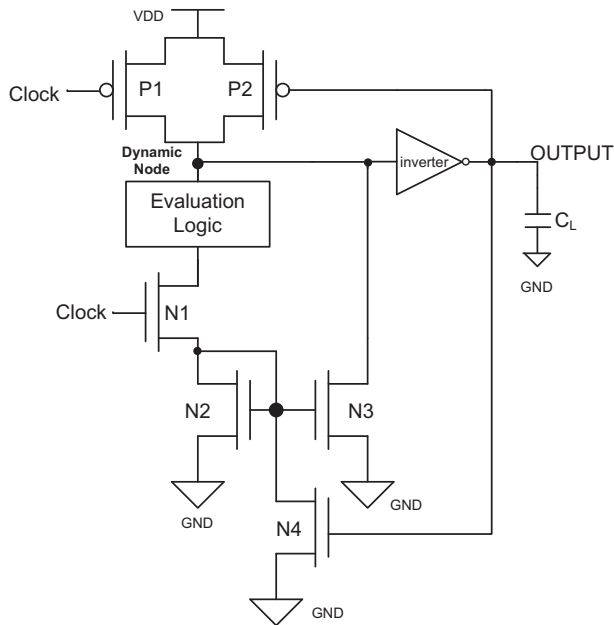 VDD
Clock
P1
P2
Dynamic
Node
inverter
OUTPUT
Evaluation
Logic
CL
GND
Clock
N1
N2
N3
GND
GND
N4
GND